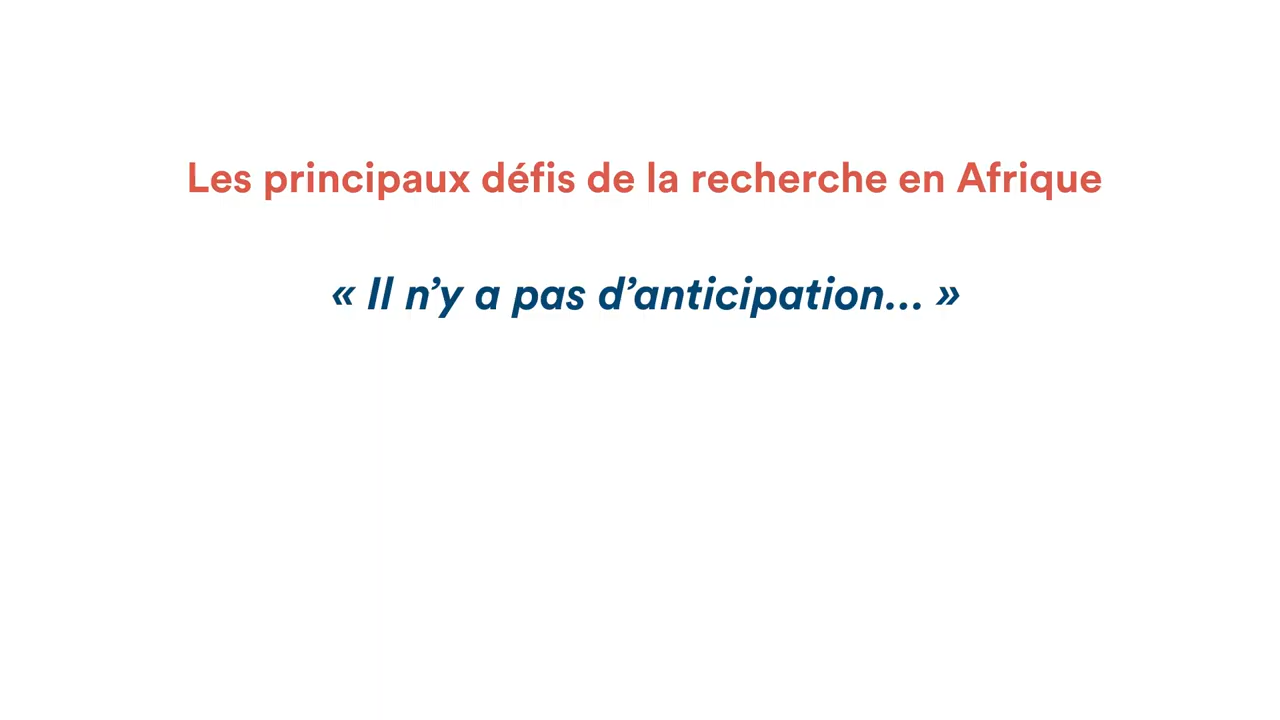 Les principaux défis de la recherche en Afrique
« Il n’y a pas d’anticipation... »